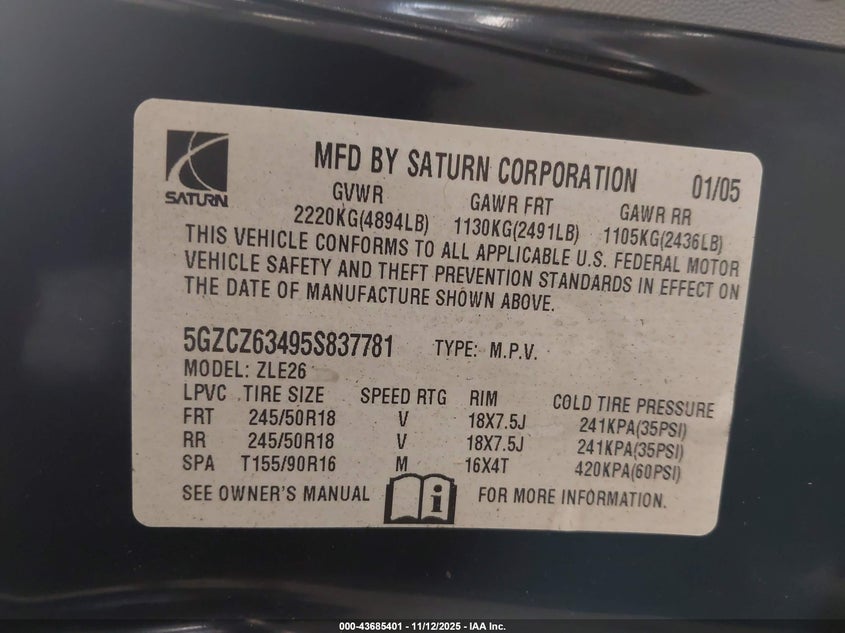 SATURN
MFD BY SATURN CORPORATION 01/05
GVWR GAWR FRT GAWR RR
2220KG(4894LB) 1130KG(2491LB) 1105KG(2436LB)
THIS VEHICLE CONFORMS TO ALL APPLICABLE U.S. FEDERAL MOTOR
VEHICLE SAFETY AND THEFT PREVENTION STANDARDS IN EFFECT ON
THE DATE OF MANUFACTURE SHOWN ABOVE.
5GZCZ63495S837781 TYPE: M.P.V.
MODEL: ZLE26
LPVC TIRE SIZE SPEED RTG RIM COLD TIRE PRESSURE
FRT 245/50R18 V 18X7.5J 241KPA(35PSI)
RR 245/50R18 V 18X7.5J 241KPA(35PSI)
SPA T155/90R16 M 16X4T 420KPA(60PSI)
SEE OWNER'S MANUAL i FOR MORE INFORMATION.
000-43685401 - 11/12/2025 - IAA Inc.